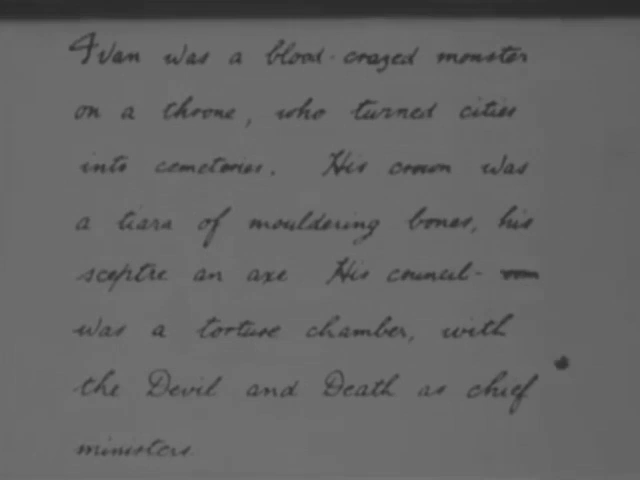 Ivan was a blood-crazed monster
on a throne, who turned cities
into cemeteries. His crown was
a tiara of mouldering bones, his
sceptre an axe His council-
was a torture chamber, with
the Devil and Death as chief
ministers